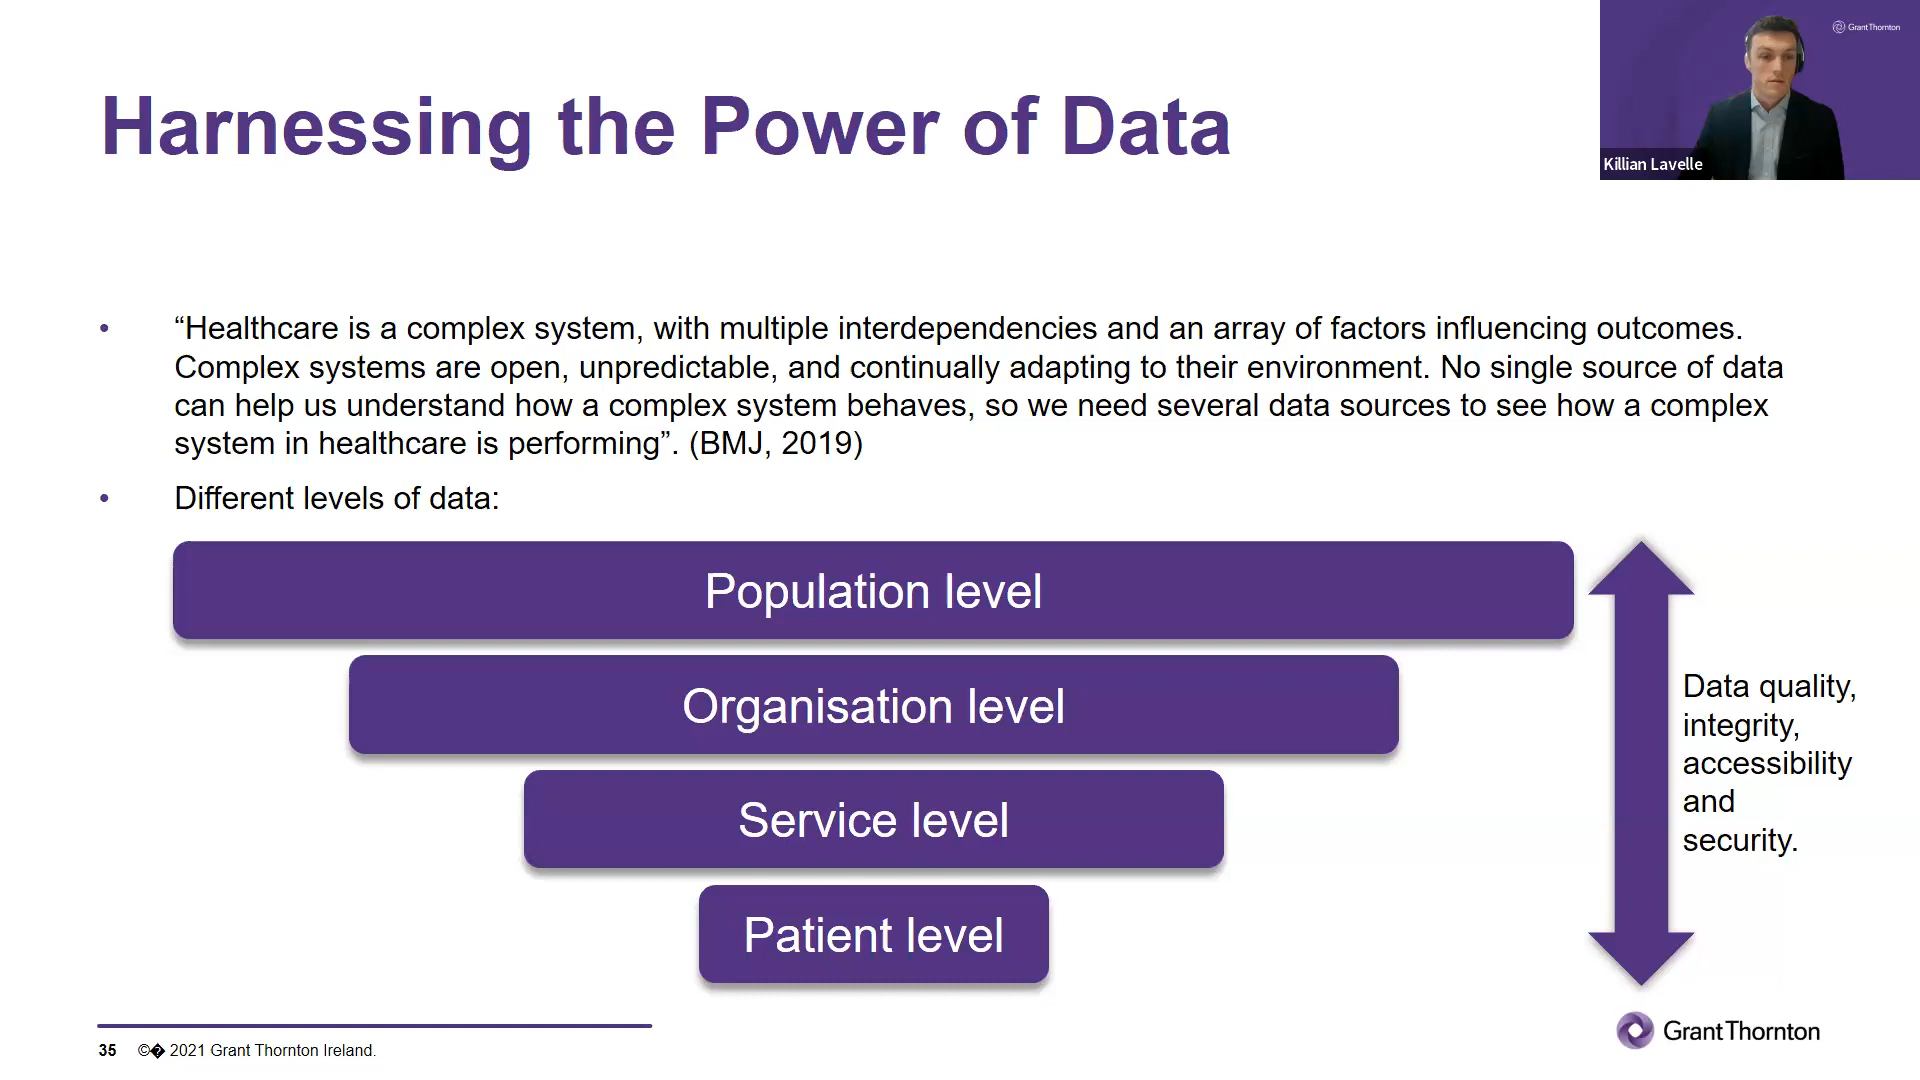 Harnessing the Power of Data
GrantThornton
Killian Lavelle
• “Healthcare is a complex system, with multiple interdependencies and an array of factors influencing outcomes.
Complex systems are open, unpredictable, and continually adapting to their environment. No single source of data
can help us understand how a complex system behaves, so we need several data sources to see how a complex
system in healthcare is performing”. (BMJ, 2019)
• Different levels of data:
Population level
Organisation level
Service level
Patient level
Data quality,
integrity,
accessibility
and
security.
35 ©� 2021 Grant Thornton Ireland.
GrantThornton